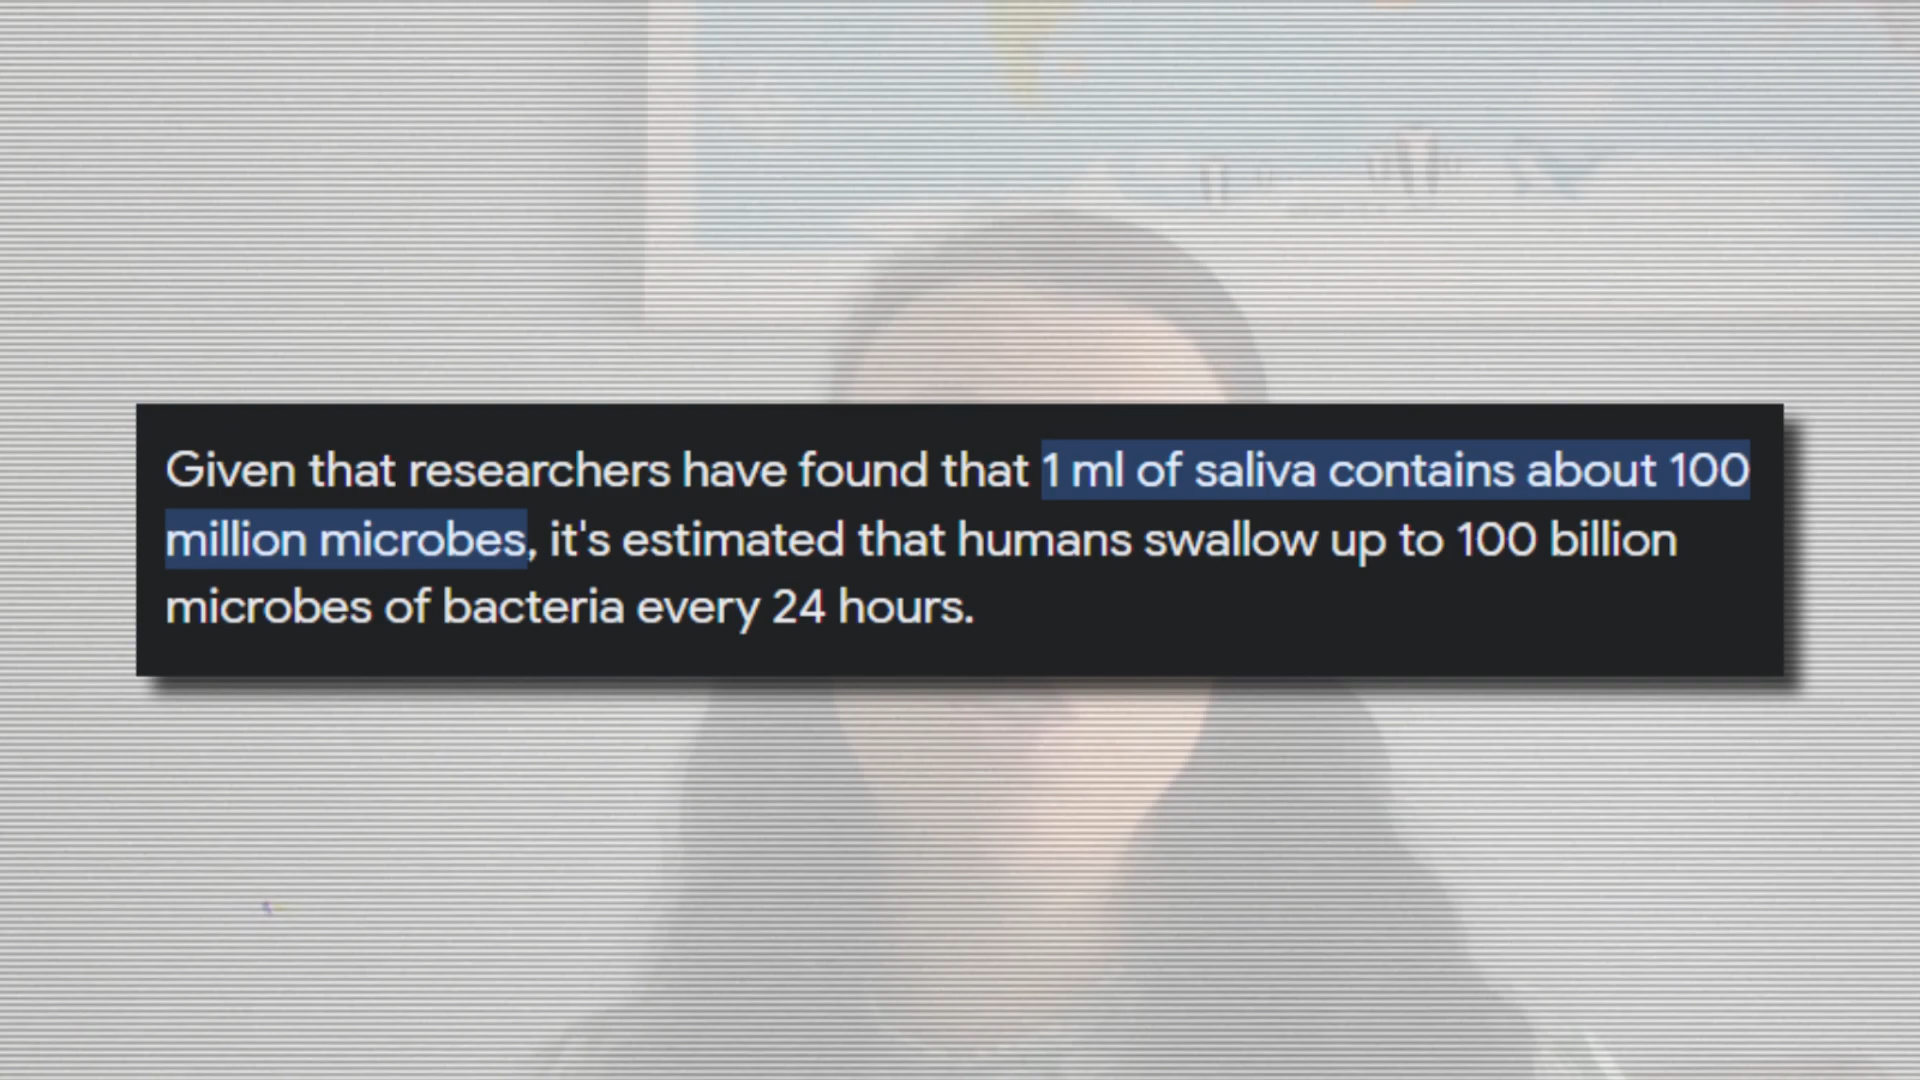 Given that researchers have found that 1 ml of saliva contains about 100
million microbes, it's estimated that humans swallow up to 100 billion
microbes of bacteria every 24 hours.